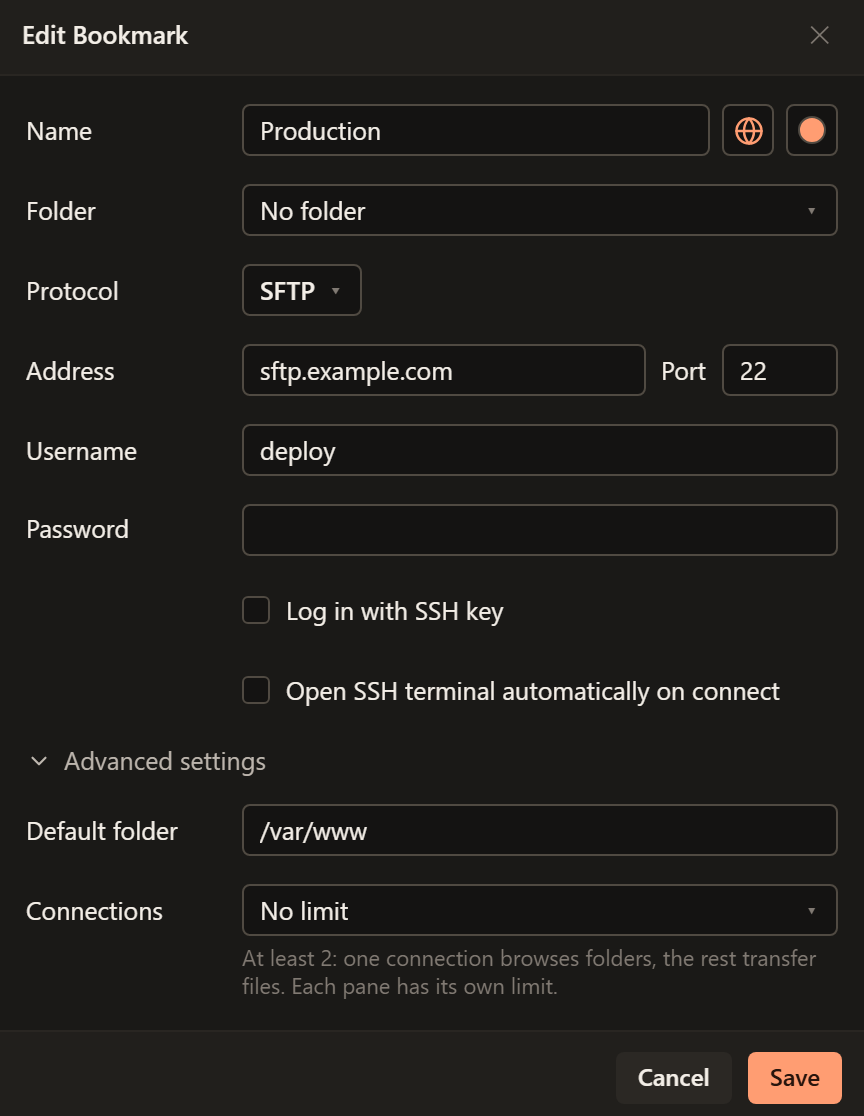 Edit Bookmark
Name
Production
Folder
No folder
Protocol
SFTP
Address
sftp.example.com
Port
22
Username
deploy
Password
Log in with SSH key
Open SSH terminal automatically on connect
Advanced settings
Default folder
/var/www
Connections
No limit
At least 2: one connection browses folders, the rest transfer
files. Each pane has its own limit.
Cancel
Save